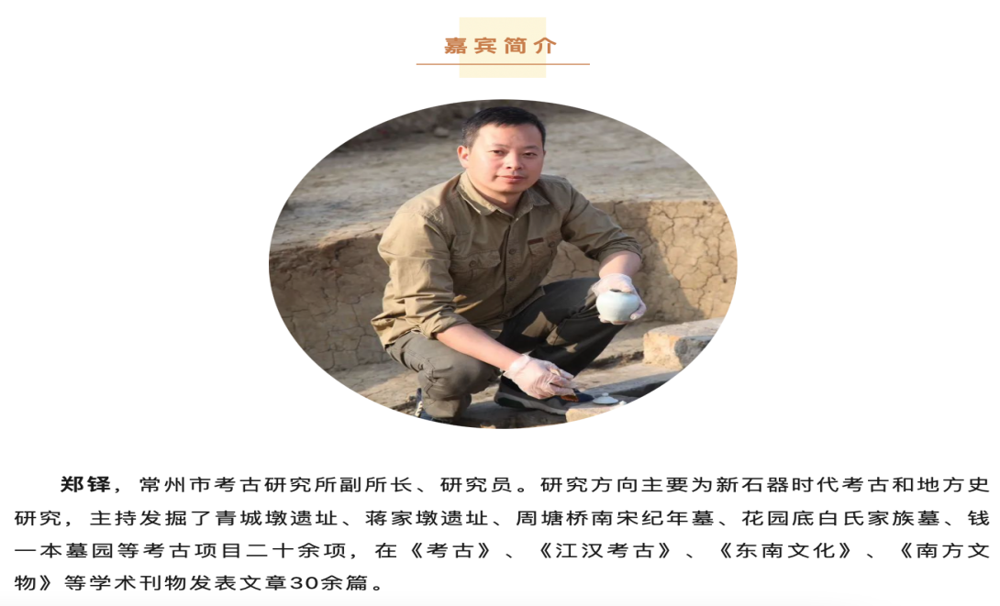 嘉宾简介
郑铎，常州市考古研究所副所长、研究员。研究方向主要为新石器时代考古和地方史
研究，主持发掘了青城墩遗址、蒋家墩遗址、周塘桥南宋纪年墓、花园底白氏家族墓、钱
一本墓园等考古项目二十余项，在《考古》、《江汉考古》、《东南文化》、《南方文
物》等学术刊物发表文章30余篇。